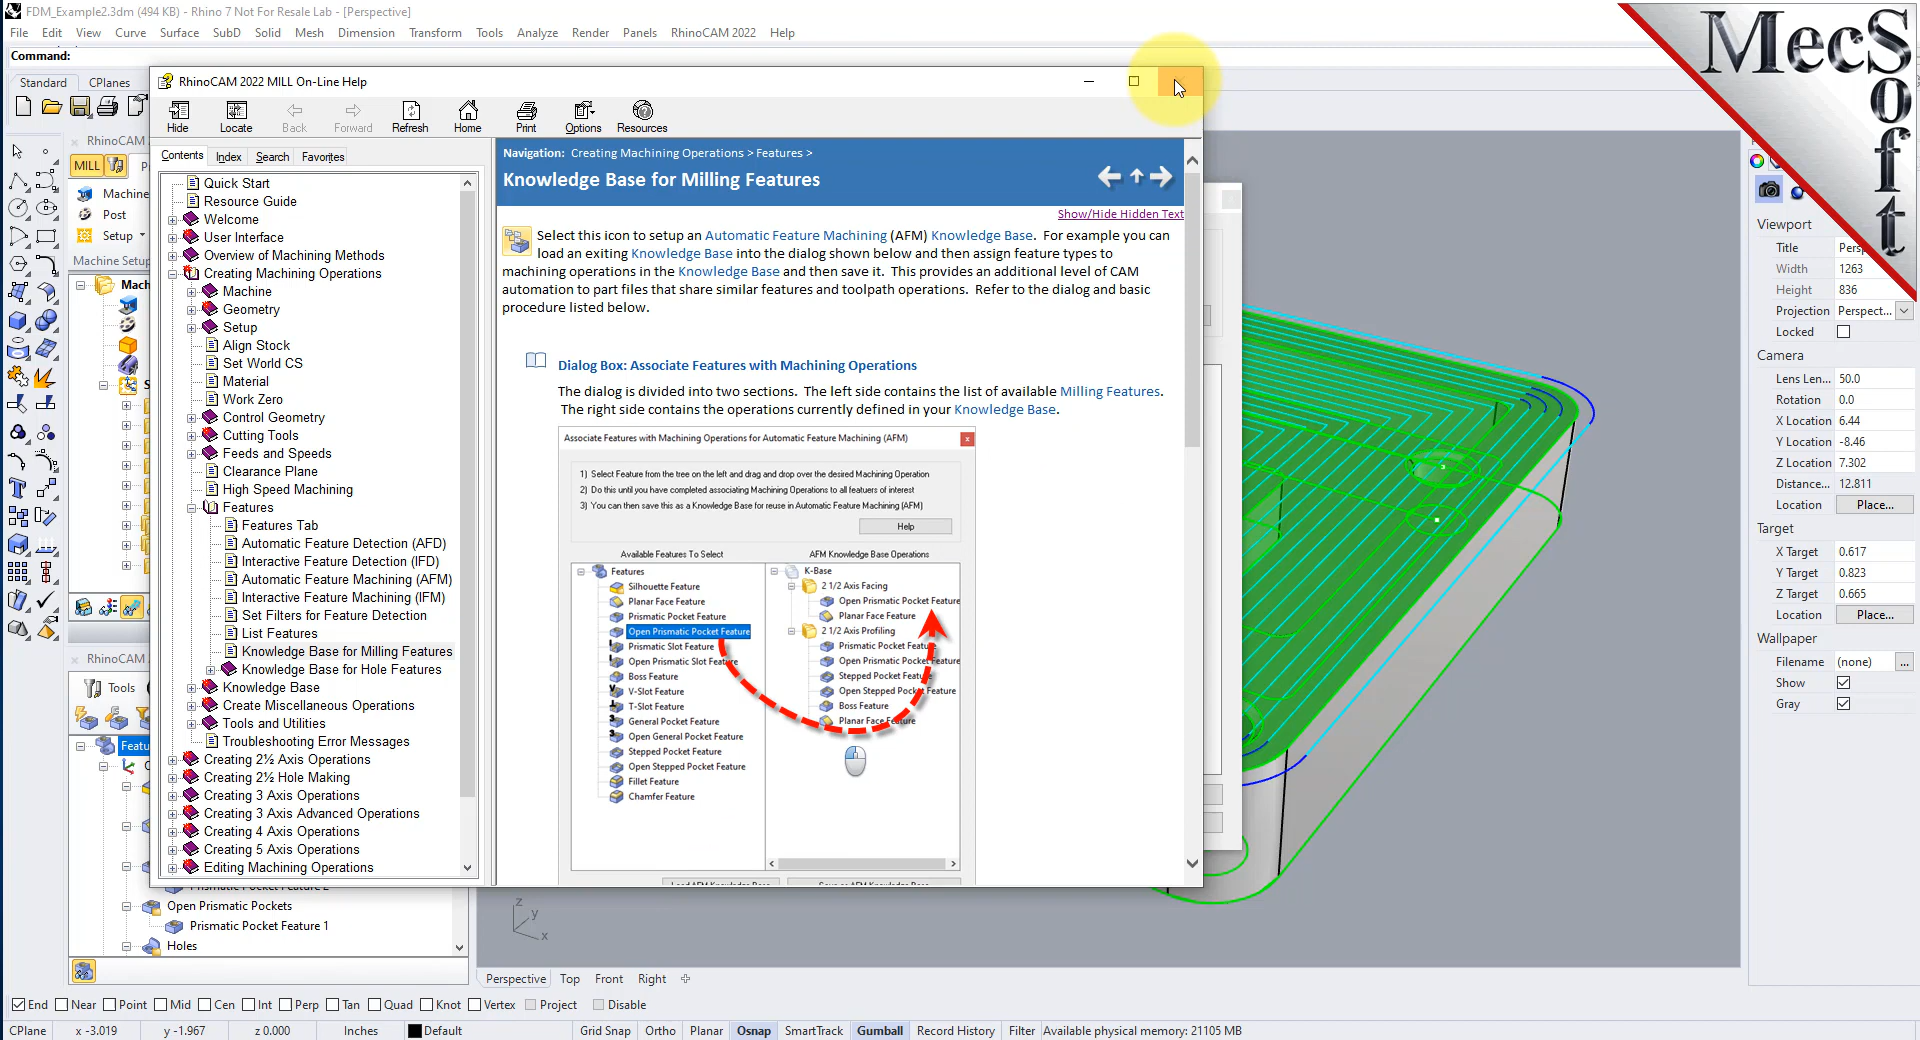 FDM_Example2.3dm (494 KB) - Rhino 7 Not For Resale Lab - [Perspective]
File Edit View Curve Surface SubD Solid Mesh Dimension Transform Tools Analyze Render Panels RhinoCAM 2022 Help
Command:
Standard CPlanes
MecSoft
RhinoCAM 2022 MILL On-Line Help
Hide Locate Back Forward Refresh Home Print Options Resources
Contents Index Search Favorites
Quick Start
Resource Guide
Welcome
User Interface
Overview of Machining Methods
Creating Machining Operations
Machine
Geometry
Setup
Align Stock
Set World CS
Material
Work Zero
Control Geometry
Cutting Tools
Feeds and Speeds
Clearance Plane
High Speed Machining
Features
Features Tab
Automatic Feature Detection (AFD)
Interactive Feature Detection (IFD)
Automatic Feature Machining (AFM)
Interactive Feature Machining (IFM)
Set Filters for Feature Detection
List Features
Knowledge Base for Milling Features
Knowledge Base for Hole Features
Knowledge Base
Create Miscellaneous Operations
Tools and Utilities
Troubleshooting Error Messages
Creating 2½ Axis Operations
Creating 2½ Hole Making
Creating 3 Axis Operations
Creating 3 Axis Advanced Operations
Creating 4 Axis Operations
Creating 5 Axis Operations
Editing Machining Operations
Navigation: Creating Machining Operations > Features >
Knowledge Base for Milling Features
Show/Hide Hidden Text
Select this icon to setup an Automatic Feature Machining (AFM) Knowledge Base. For example you can
load an exiting Knowledge Base into the dialog shown below and then assign feature types to
machining operations in the Knowledge Base and then save it. This provides an additional level of CAM
automation to part files that share similar features and toolpath operations. Refer to the dialog and basic
procedure listed below.
Dialog Box: Associate Features with Machining Operations
The dialog is divided into two sections. The left side contains the list of available Milling Features.
The right side contains the operations currently defined in your Knowledge Base.
Associate Features with Machining Operations for Automatic Feature Machining (AFM)
1) Select Feature from the tree on the left and drag and drop over the desired Machining Operation
2) Do this until you have completed associating Machining Operations to all featuers of interest
3) You can then save this as a Knowledge Base for reuse in Automatic Feature Machining (AFM)
Help
Available Features To Select
Features
Silhouette Feature
Planar Face Feature
Prismatic Pocket Feature
Open Prismatic Pocket Feature
Prismatic Slot Feature
Open Prismatic Slot Feature
Boss Feature
V-Slot Feature
T-Slot Feature
General Pocket Feature
Open General Pocket Feature
Stepped Pocket Feature
Open Stepped Pocket Feature
Fillet Feature
Chamfer Feature
AFM Knowledge Base Operations
K-Base
2 1/2 Axis Facing
Open Prismatic Pocket Feature
Planar Face Feature
2 1/2 Axis Profiling
Prismatic Pocket Feature
Open Prismatic Pocket Feature
Stepped Pocket Feature
Open Stepped Pocket Feature
Boss Feature
Planar Face Feature
RhinoCAM
MILL
Machine
Post
Setup
Machine Setup
Mach
RhinoCAM
Tools
Featu
Prismatic Pocket Feature 2
Open Prismatic Pockets
Prismatic Pocket Feature 1
Holes
z
y
x
Viewport
Title Persp
Width 1263
Height 836
Projection Perspect...
Locked
Camera
Lens Len... 50.0
Rotation 0.0
X Location 6.44
Y Location -8.46
Z Location 7.302
Distance... 12.811
Location Place...
Target
X Target 0.617
Y Target 0.823
Z Target 0.665
Location Place...
Wallpaper
Filename (none) ...
Show
Gray
Perspective Top Front Right
End Near Point Mid Cen Int Perp Tan Quad Knot Vertex Project Disable
CPlane x -3.019 y -1.967 z 0.000 Inches Default Grid Snap Ortho Planar Osnap SmartTrack Gumball Record History Filter Available physical memory: 21105 MB